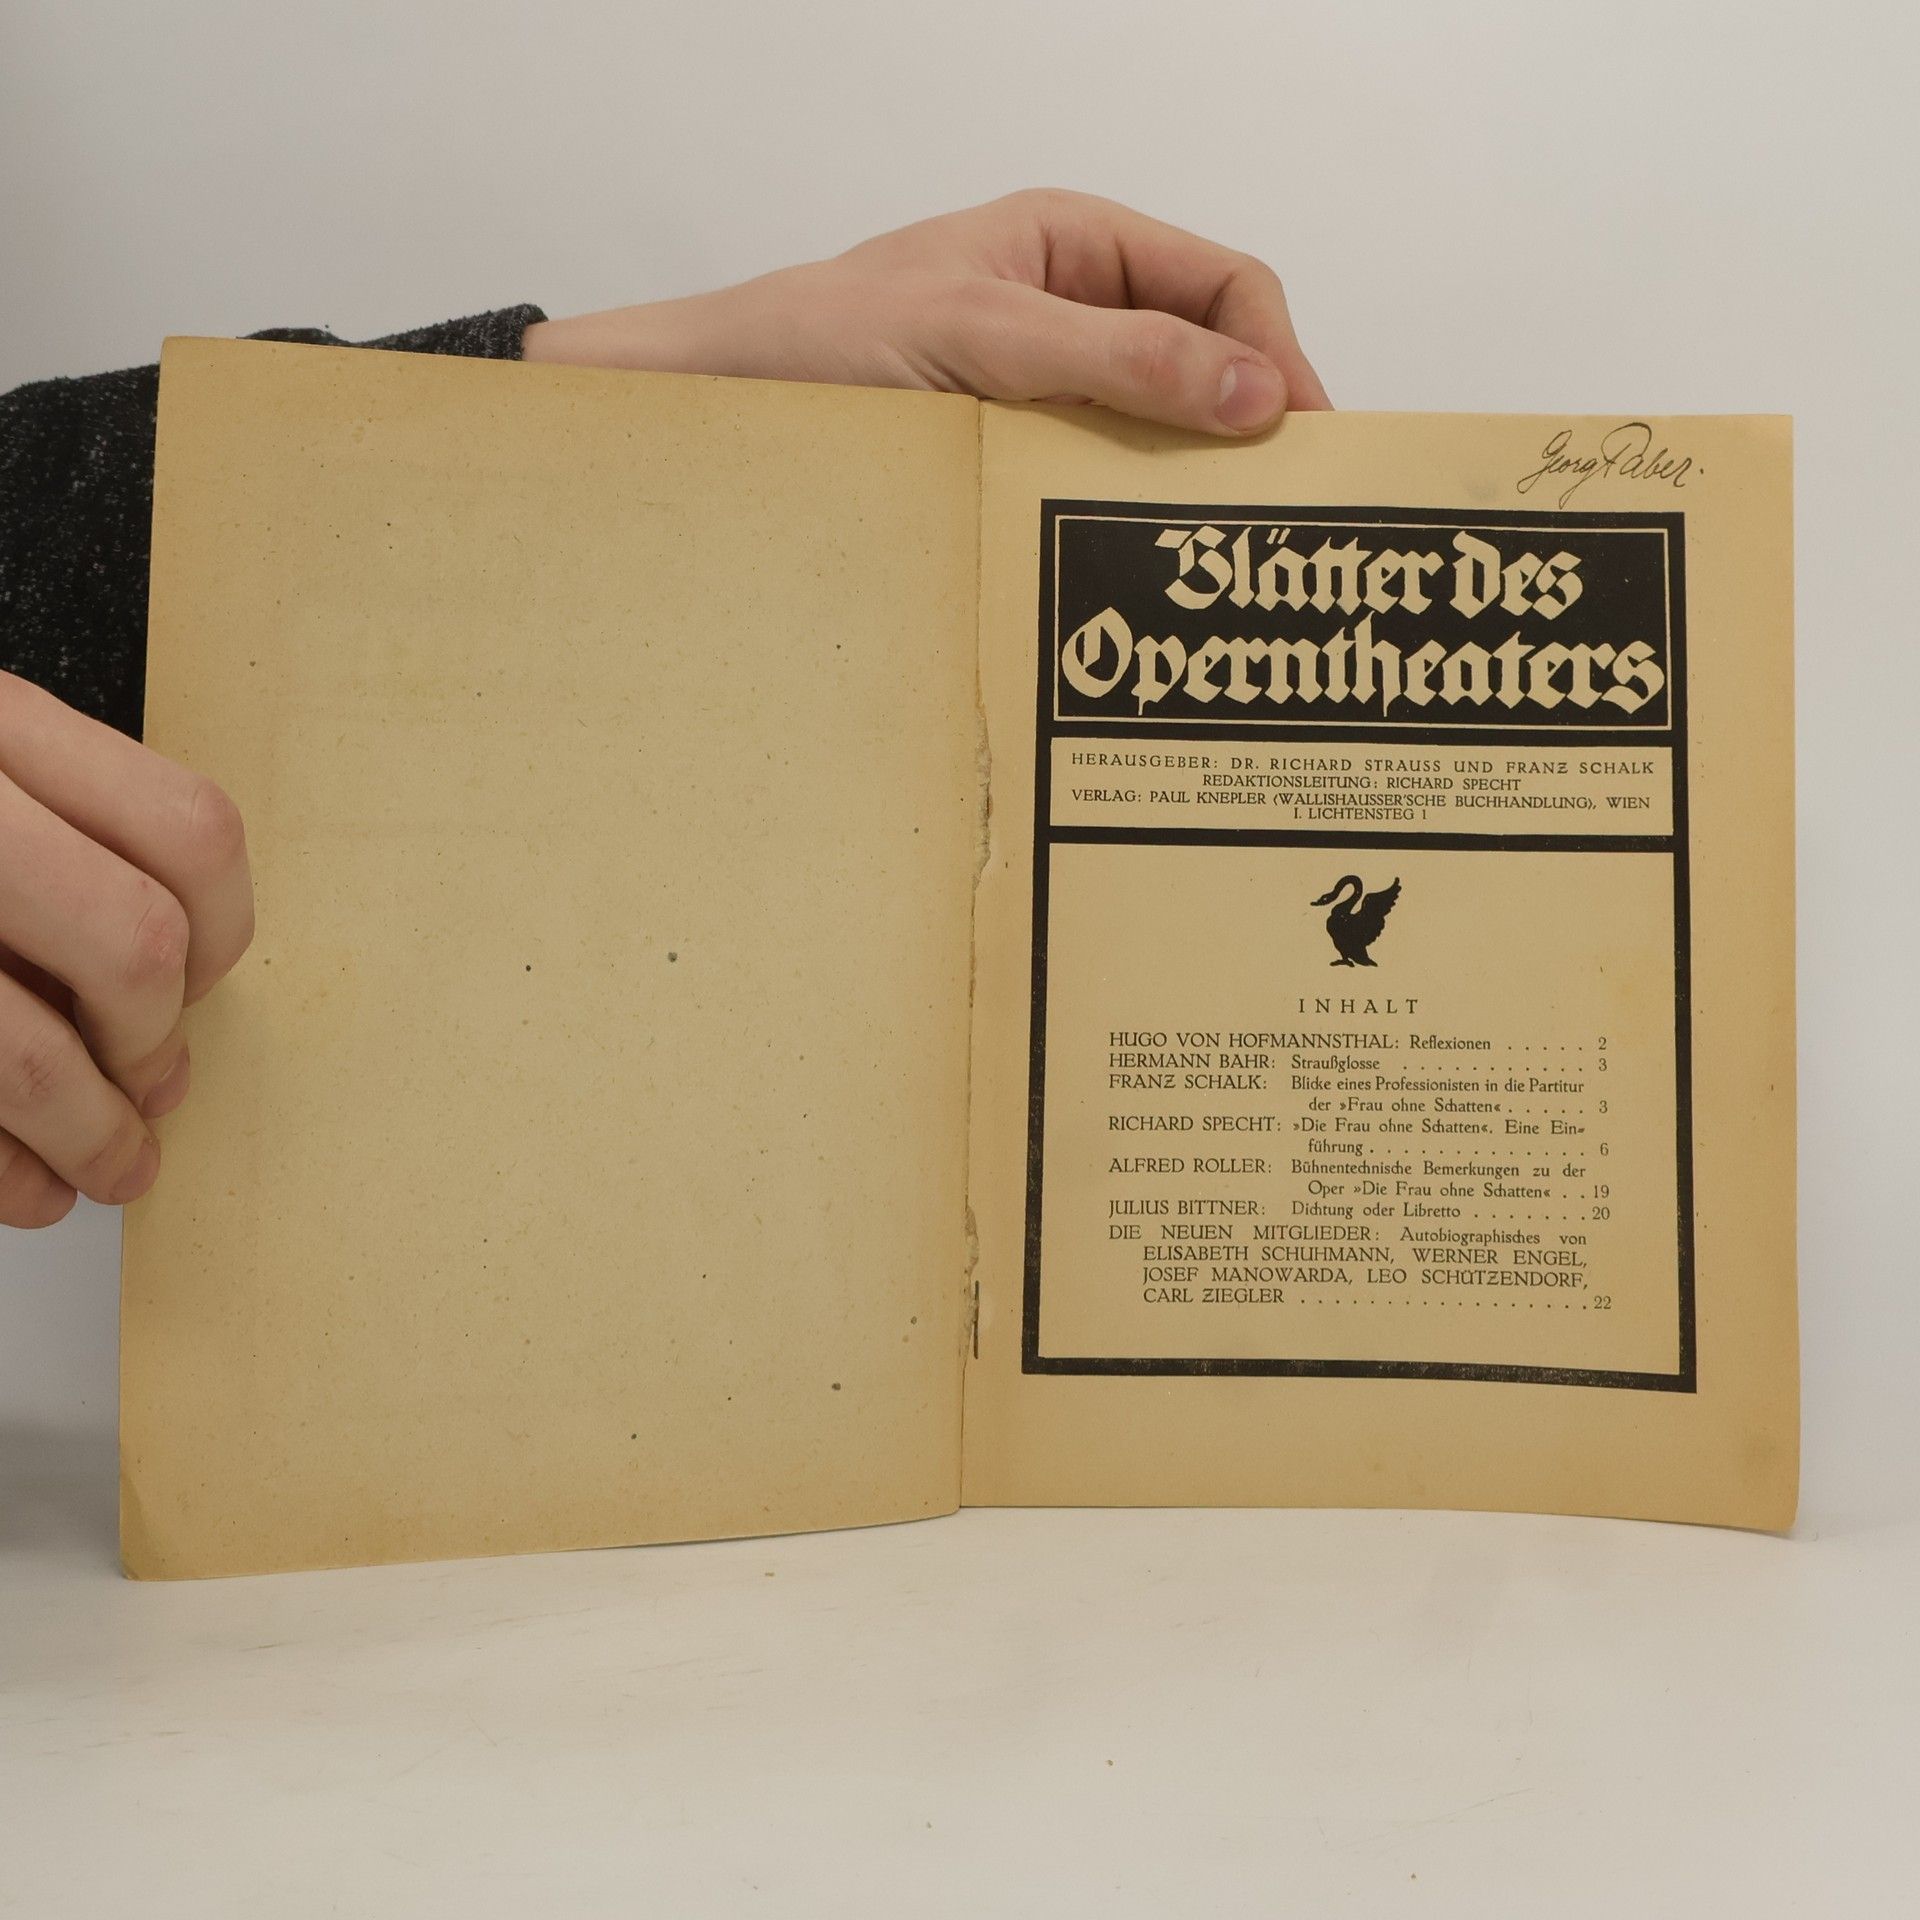 Georg Faber.
Blätter des
Operntheaters
HERAUSGEBER: DR. RICHARD STRAUSS UND FRANZ SCHALK
REDAKTIONSLEITUNG: RICHARD SPECHT
VERLAG: PAUL KNEPLER (WALLISHAUSSER'SCHE BUCHHANDLUNG), WIEN
I. LICHTENSTEG 1
INHALT
HUGO VON HOFMANNSTHAL: Reflexionen . . . . . 2
HERMANN BAHR: Straußglosse . . . . . . . . . . . 3
FRANZ SCHALK: Blicke eines Professionisten in die Partitur
der »Frau ohne Schatten« . . . . . 3
RICHARD SPECHT: »Die Frau ohne Schatten«. Eine Ein-
führung . . . . . . . . . . . . . 6
ALFRED ROLLER: Bühnentechnische Bemerkungen zu der
Oper »Die Frau ohne Schatten« . . 19
JULIUS BITTNER: Dichtung oder Libretto . . . . . . . 20
DIE NEUEN MITGLIEDER: Autobiographisches von
ELISABETH SCHUHMANN, WERNER ENGEL,
JOSEF MANOWARDA, LEO SCHÜTZENDORF,
CARL ZIEGLER . . . . . . . . . . . . . . . . . 22